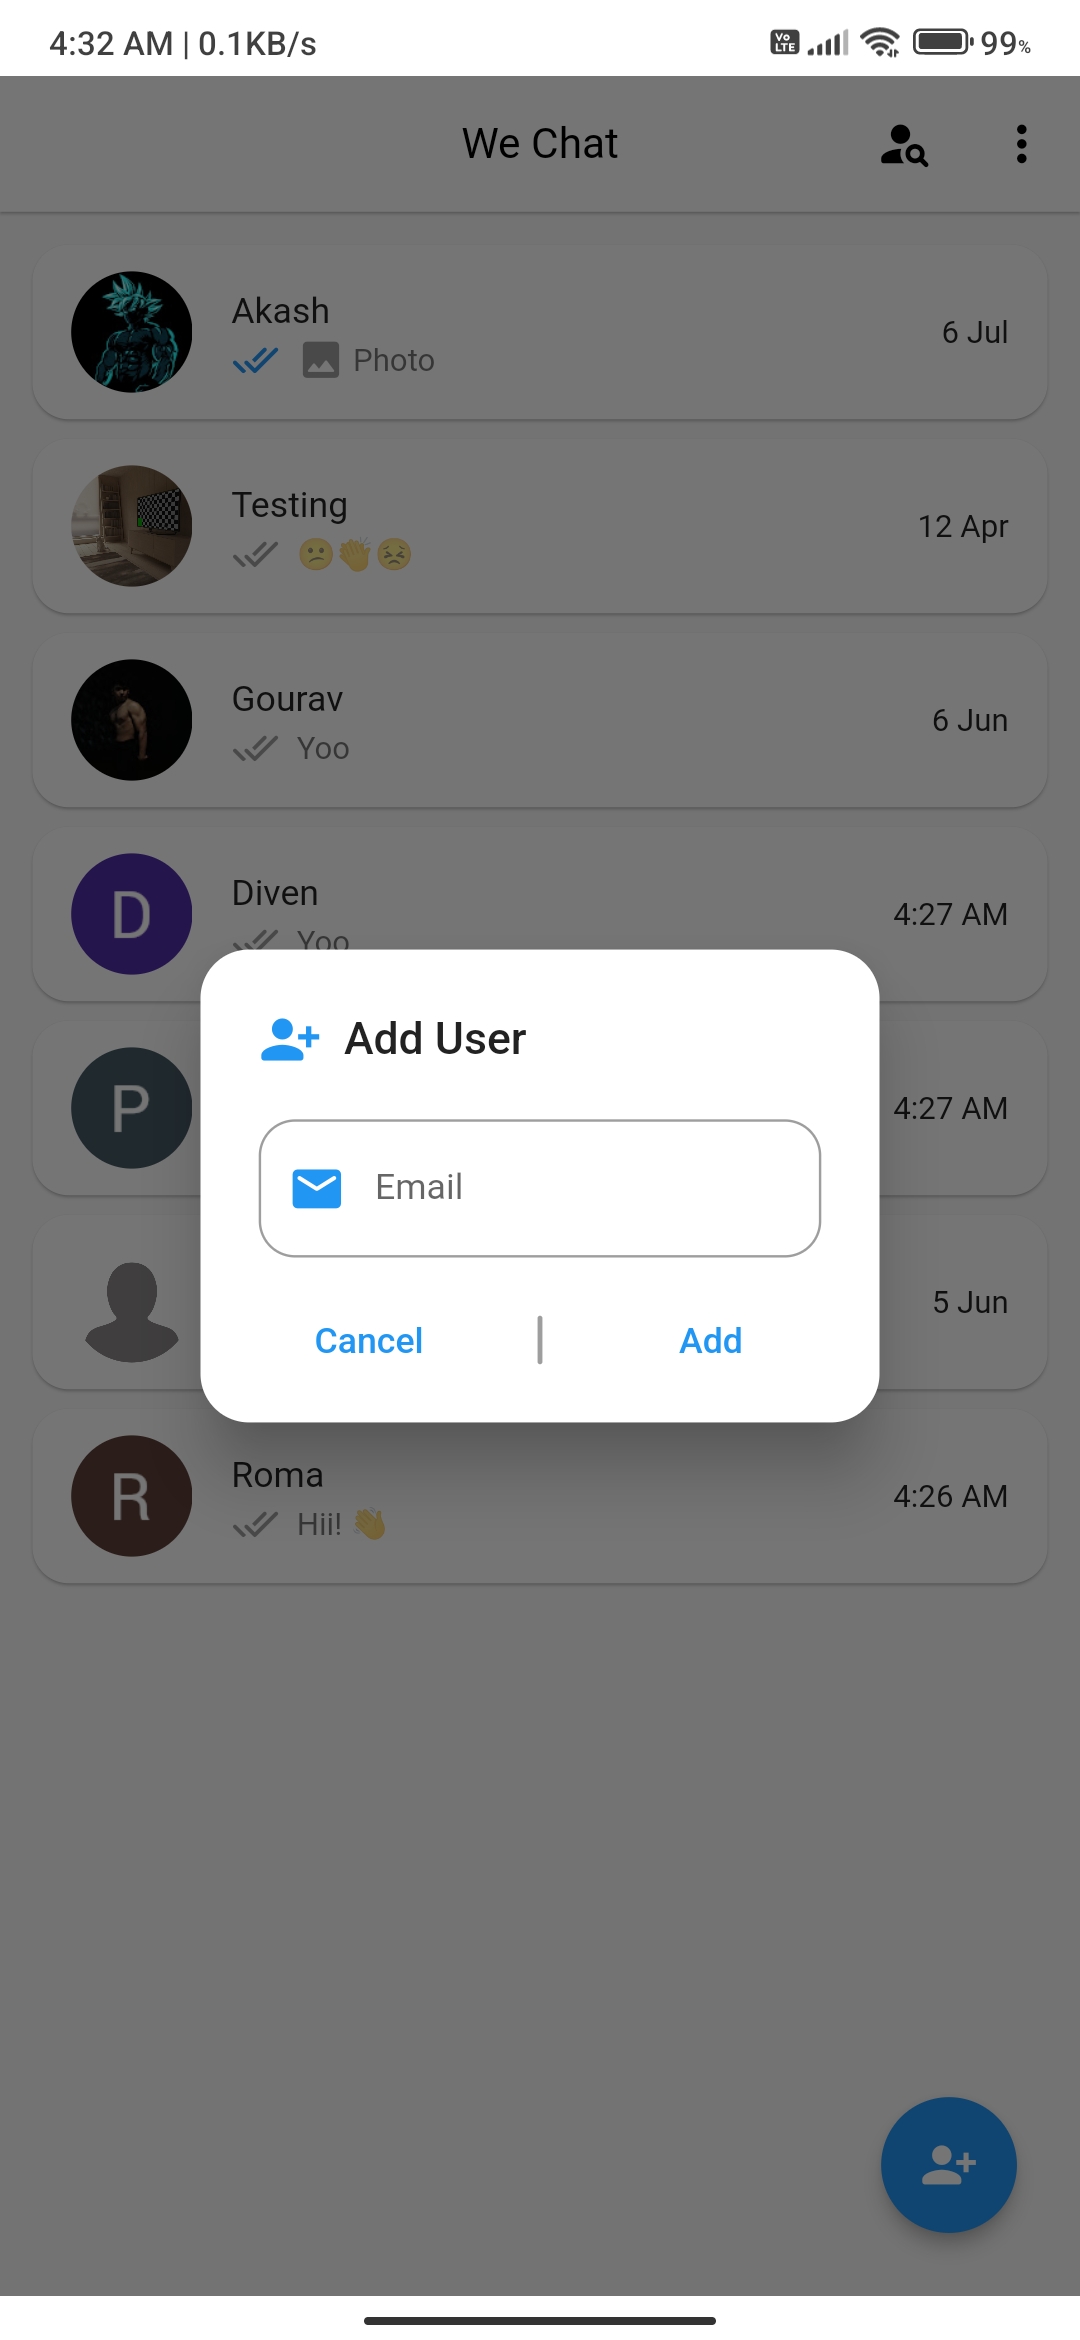 4:32 AM | 0.1KB/s Vo LTE 99%
We Chat
Akash
6 Jul
Photo
Testing
12 Apr
😕👏😣
Gourav
6 Jun
Yoo
D
Diven
4:27 AM
Yoo
Add User
P
4:27 AM
Email
5 Jun
Cancel | Add
R
Roma
4:26 AM
Hii! 👋